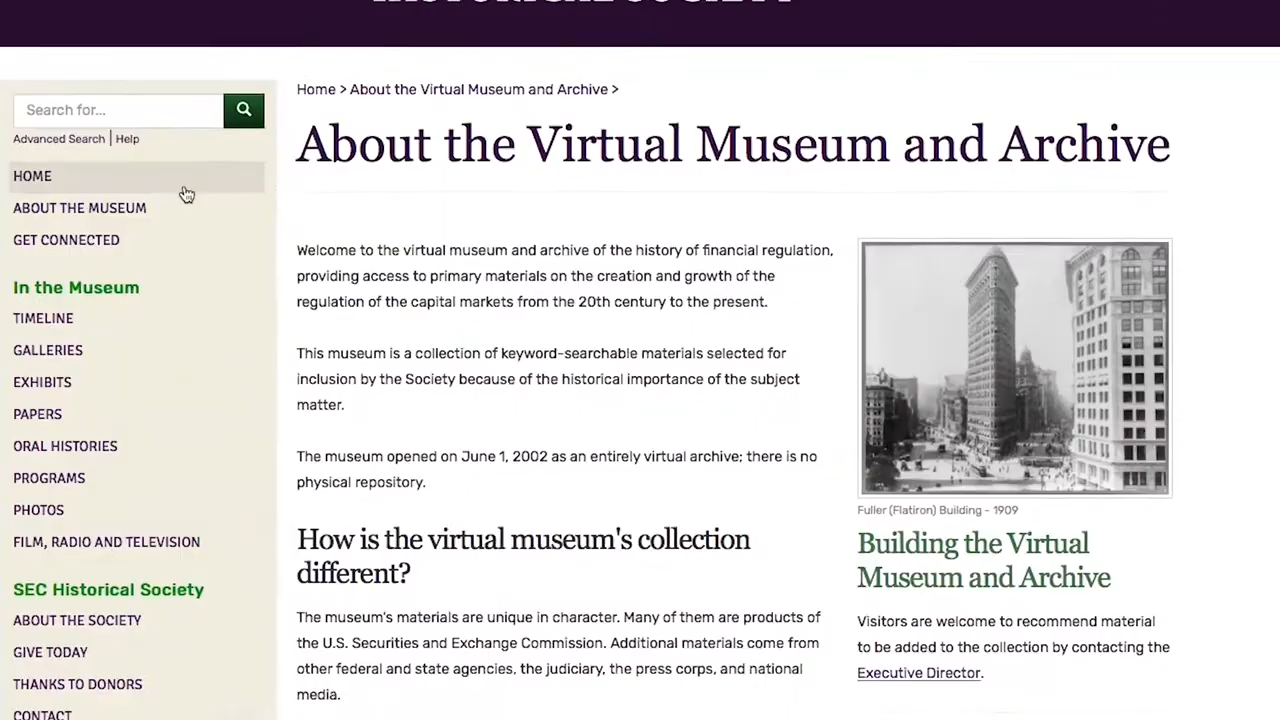 HISTORICAL SOCIETY
Search for...
Advanced Search | Help
HOME
ABOUT THE MUSEUM
GET CONNECTED
In the Museum
TIMELINE
GALLERIES
EXHIBITS
PAPERS
ORAL HISTORIES
PROGRAMS
PHOTOS
FILM, RADIO AND TELEVISION
SEC Historical Society
ABOUT THE SOCIETY
GIVE TODAY
THANKS TO DONORS
CONTACT
Home > About the Virtual Museum and Archive >
About the Virtual Museum and Archive
Welcome to the virtual museum and archive of the history of financial regulation,
providing access to primary materials on the creation and growth of the
regulation of the capital markets from the 20th century to the present.
This museum is a collection of keyword-searchable materials selected for
inclusion by the Society because of the historical importance of the subject
matter.
The museum opened on June 1, 2002 as an entirely virtual archive; there is no
physical repository.
How is the virtual museum's collection
different?
The museum's materials are unique in character. Many of them are products of
the U.S. Securities and Exchange Commission. Additional materials come from
other federal and state agencies, the judiciary, the press corps, and national
media.
Fuller (Flatiron) Building - 1909
Building the Virtual
Museum and Archive
Visitors are welcome to recommend material
to be added to the collection by contacting the
Executive Director.